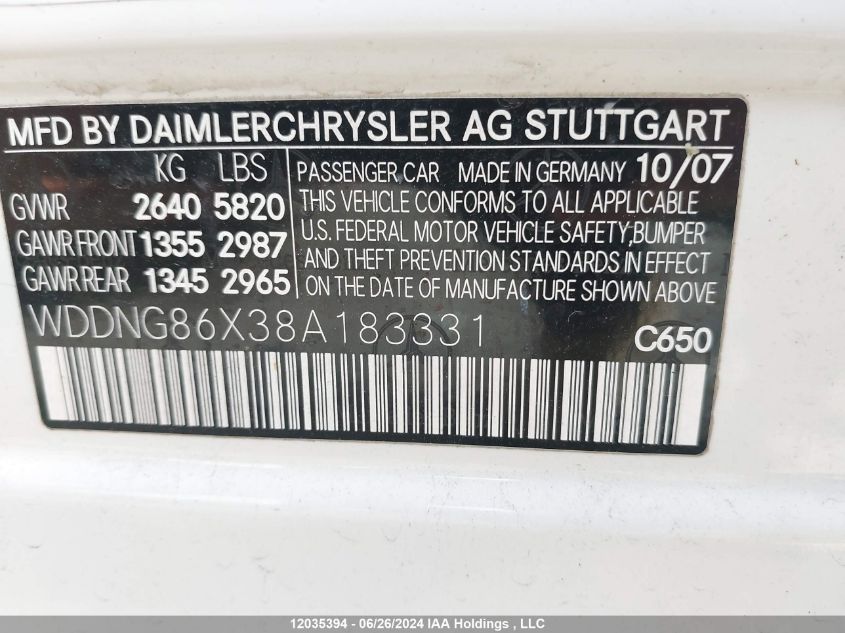 MFD BY DAIMLERCHRYSLER AG STUTTGART
KG LBS
GVWR 2640 5820
GAWR FRONT 1355 2987
GAWR REAR 1345 2965
PASSENGER CAR MADE IN GERMANY 10/07
THIS VEHICLE CONFORMS TO ALL APPLICABLE
U.S. FEDERAL MOTOR VEHICLE SAFETY,BUMPER
AND THEFT PREVENTION STANDARDS IN EFFECT
ON THE DATE OF MANUFACTURE SHOWN ABOVE
WDDNG86X38A183331
C650
12035394 - 06/26/2024 IAA Holdings , LLC